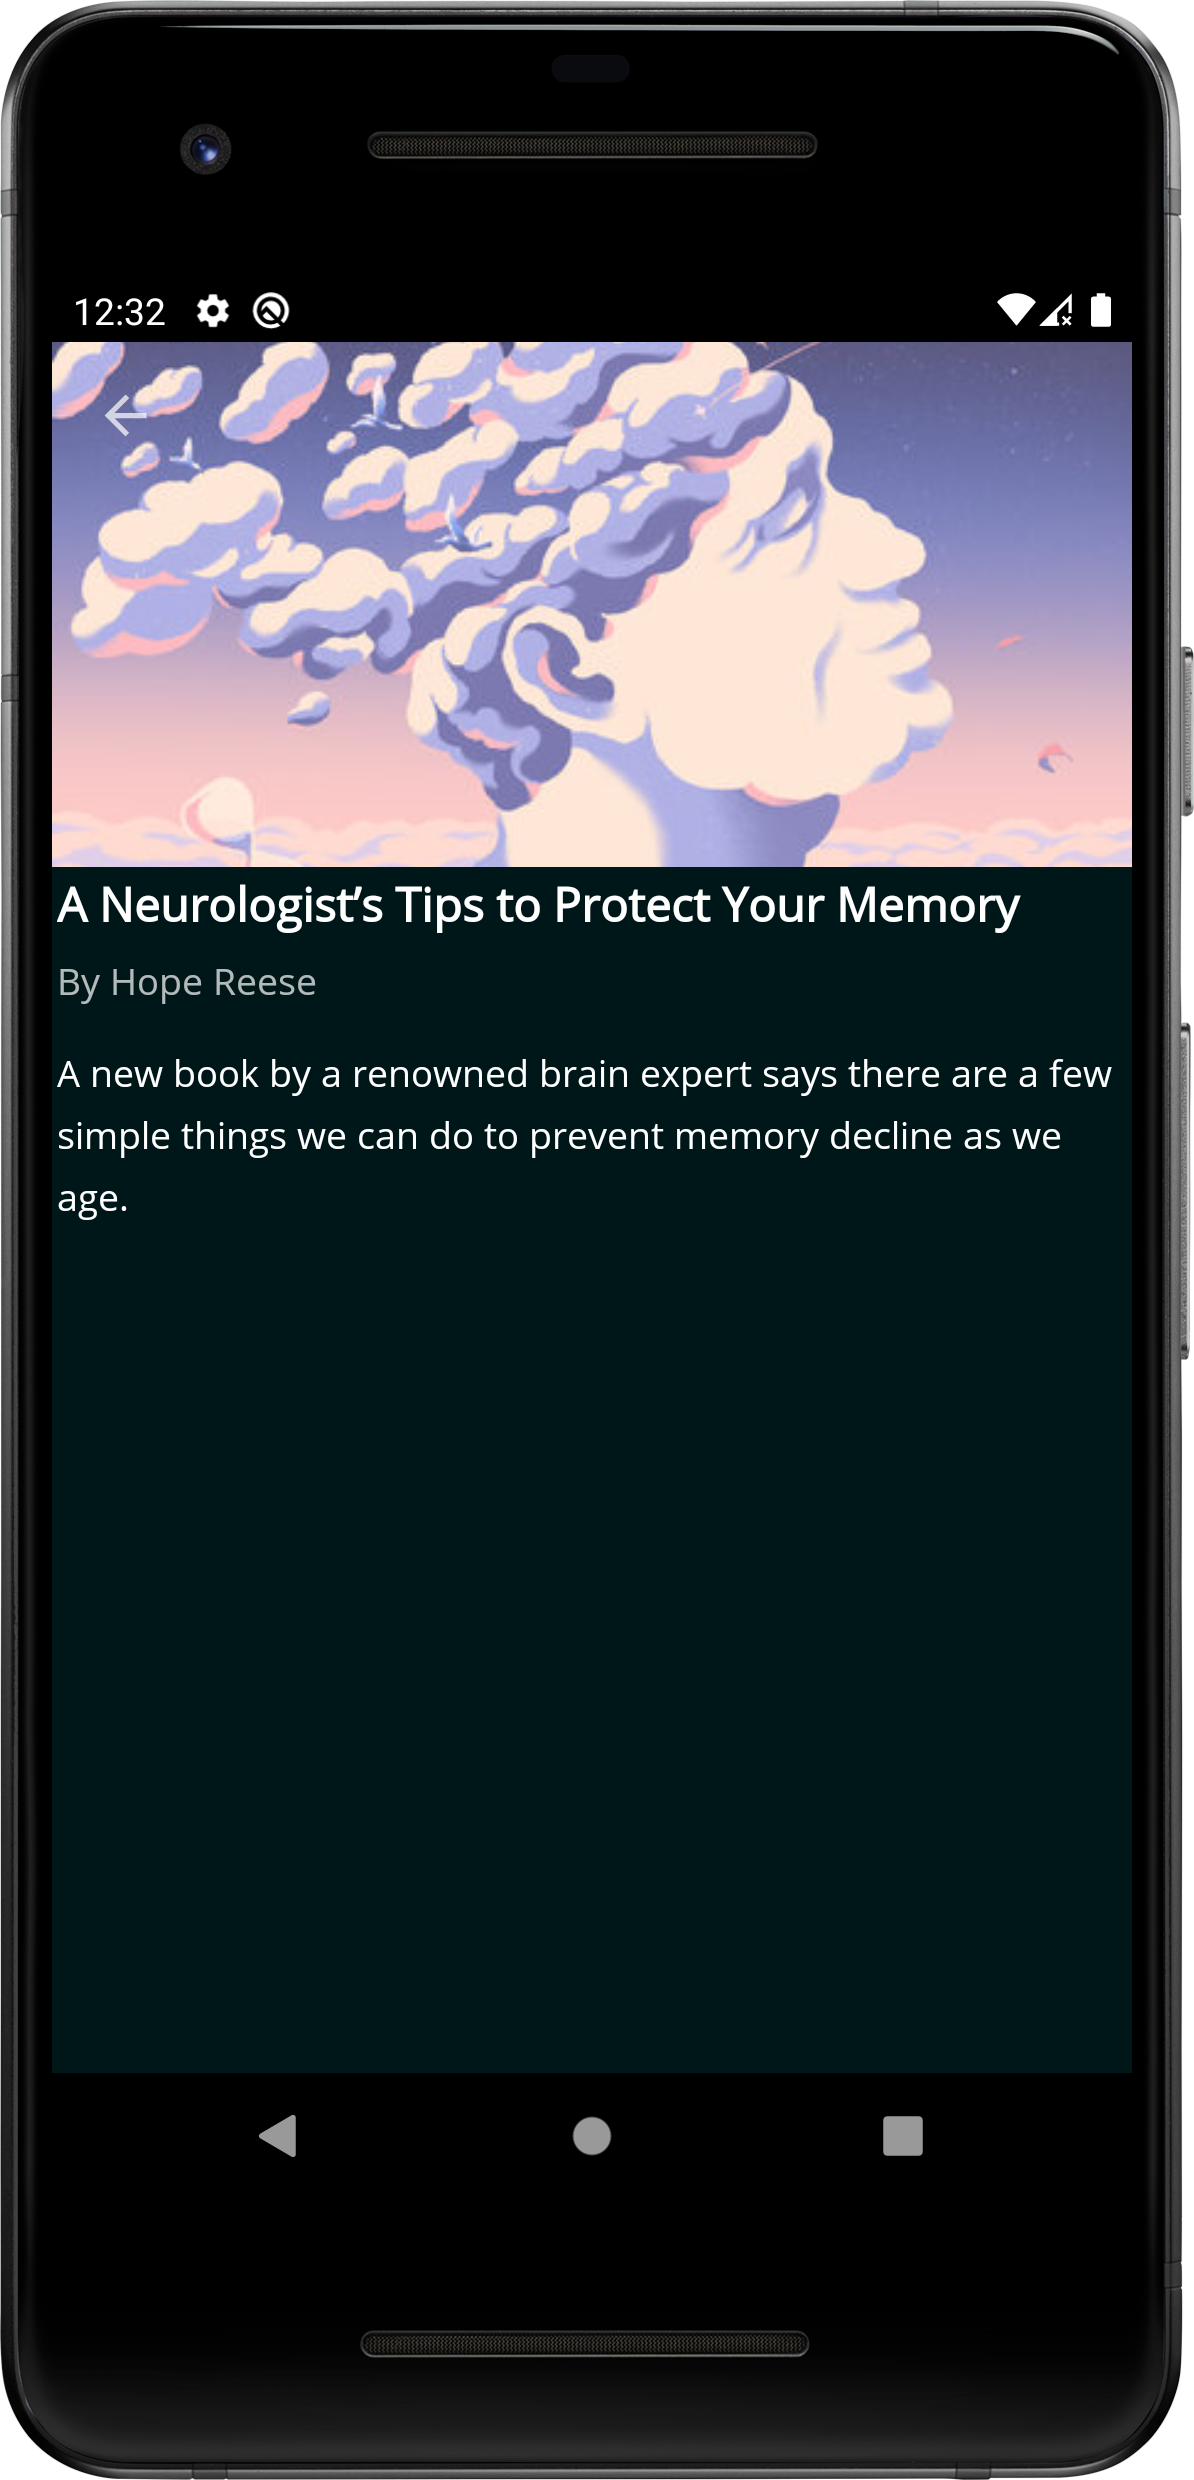 12:32
A Neurologist’s Tips to Protect Your Memory
By Hope Reese
A new book by a renowned brain expert says there are a few
simple things we can do to prevent memory decline as we
age.